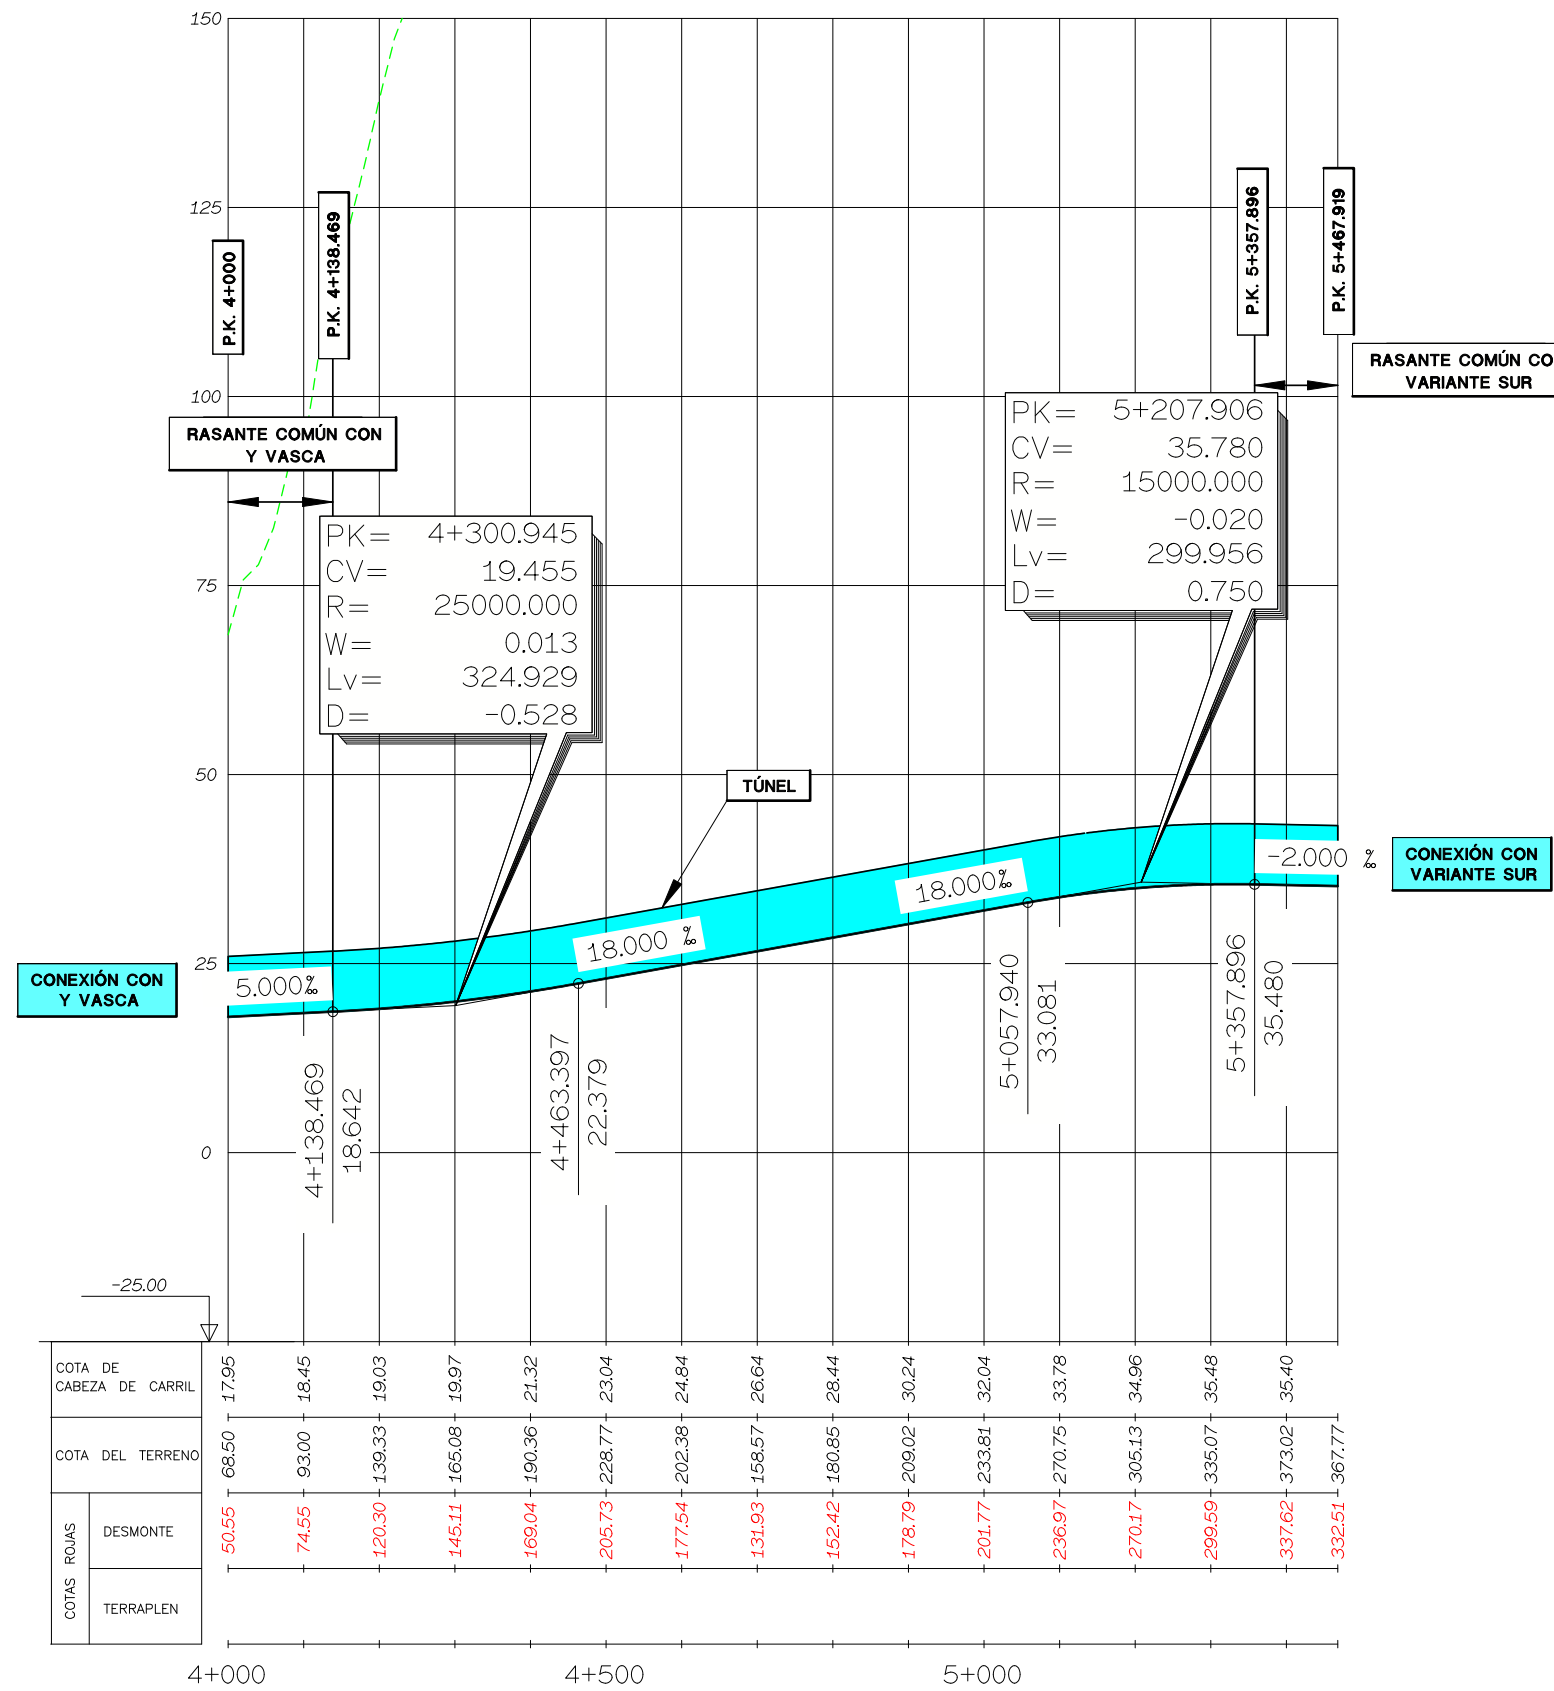 150
125
100
75
50
25
0
-25.00
P.K. 4+000
P.K. 4+138.469
P.K. 5+357.896
P.K. 5+467.919
RASANTE COMÚN CON
Y VASCA
RASANTE COMÚN CO
VARIANTE SUR
PK= 4+300.945
CV= 19.455
R= 25000.000
W= 0.013
Lv= 324.929
D= -0.528
PK= 5+207.906
CV= 35.780
R= 15000.000
W= -0.020
Lv= 299.956
D= 0.750
TÚNEL
CONEXIÓN CON
Y VASCA
5.000‰
18.000 ‰
18.000‰
-2.000 ‰
CONEXIÓN CON
VARIANTE SUR
4+138.469
18.642
4+463.397
22.379
5+057.940
33.081
5+357.896
35.480
COTA DE
CABEZA DE CARRIL
17.95 18.45 19.03 19.97 21.32 23.04 24.84 26.64 28.44 30.24 32.04 33.78 34.96 35.48 35.40
COTA DEL TERRENO
68.50 93.00 139.33 165.08 190.36 228.77 202.38 158.57 180.85 209.02 233.81 270.75 305.13 335.07 373.02 367.77
COTAS ROJAS
DESMONTE
50.55 74.55 120.30 145.11 169.04 205.73 177.54 131.93 152.42 178.79 201.77 236.97 270.17 299.59 337.62 332.51
TERRAPLEN
4+000 4+500 5+000